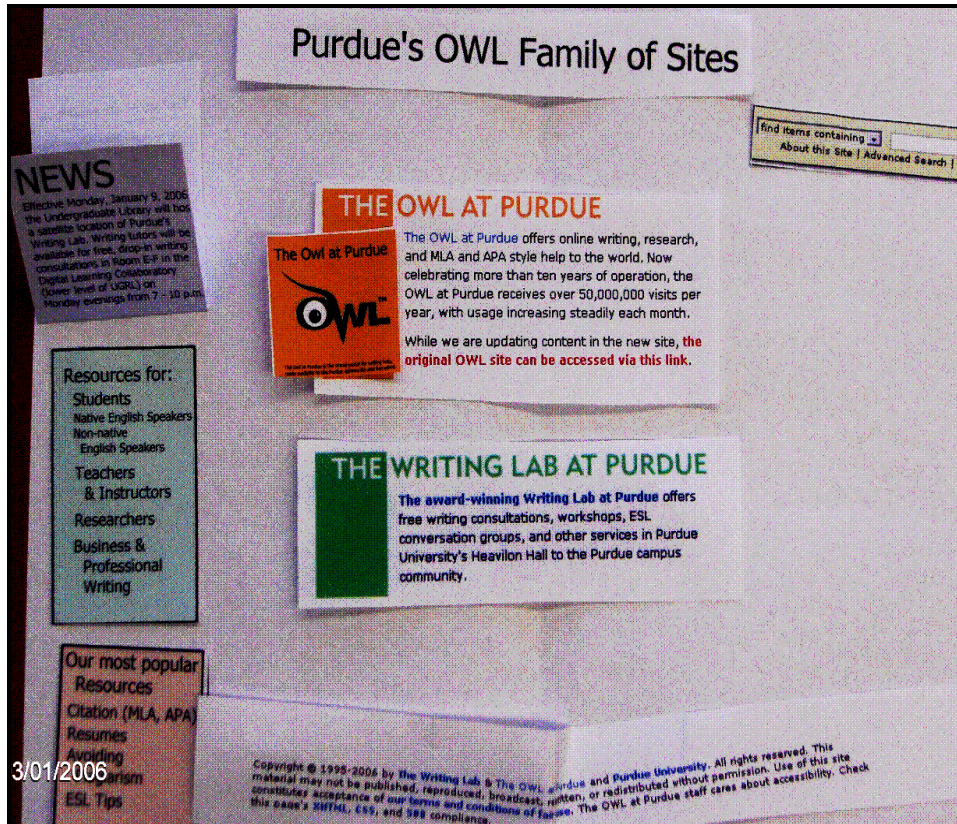 Purdue's OWL Family of Sites
find items containing
About this Site | Advanced Search |
NEWS
Effective Monday, January 9, 2006
the Undergraduate Library will hos
a satellite location of Purdue's
Writing Lab. Writing tutors will be
available for free, drop-in writing
consultations in Room E-F in the
Digital Learning Collaboratory
(lower level of UGRL) on
Monday evenings from 7 - 10 p.m.
THE OWL AT PURDUE
The Owl at Purdue
OWL
The OWL at Purdue offers online writing, research,
and MLA and APA style help to the world. Now
celebrating more than ten years of operation, the
OWL at Purdue receives over 50,000,000 visits per
year, with usage increasing steadily each month.
While we are updating content in the new site, the
original OWL site can be accessed via this link.
Resources for:
Students
Native English Speakers
Non-native
English Speakers
Teachers
& Instructors
Researchers
Business &
Professional
Writing
THE WRITING LAB AT PURDUE
The award-winning Writing Lab at Purdue offers
free writing consultations, workshops, ESL
conversation groups, and other services in Purdue
University's Heavilon Hall to the Purdue campus
community.
Our most popular
Resources
Citation (MLA, APA)
Resumes
Avoiding
ESL Tips
3/01/2006
Copyright © 1995-2006 by The Writing Lab & The OWL at Purdue and Purdue University. All rights reserved. This
material may not be published, reproduced, broadcast, rewritten, or redistributed without permission. Use of this site
constitutes acceptance of our terms and conditions of fair use. The OWL at Purdue staff cares about accessibility. Check
this page's XHTML, CSS, and 508 compliance.